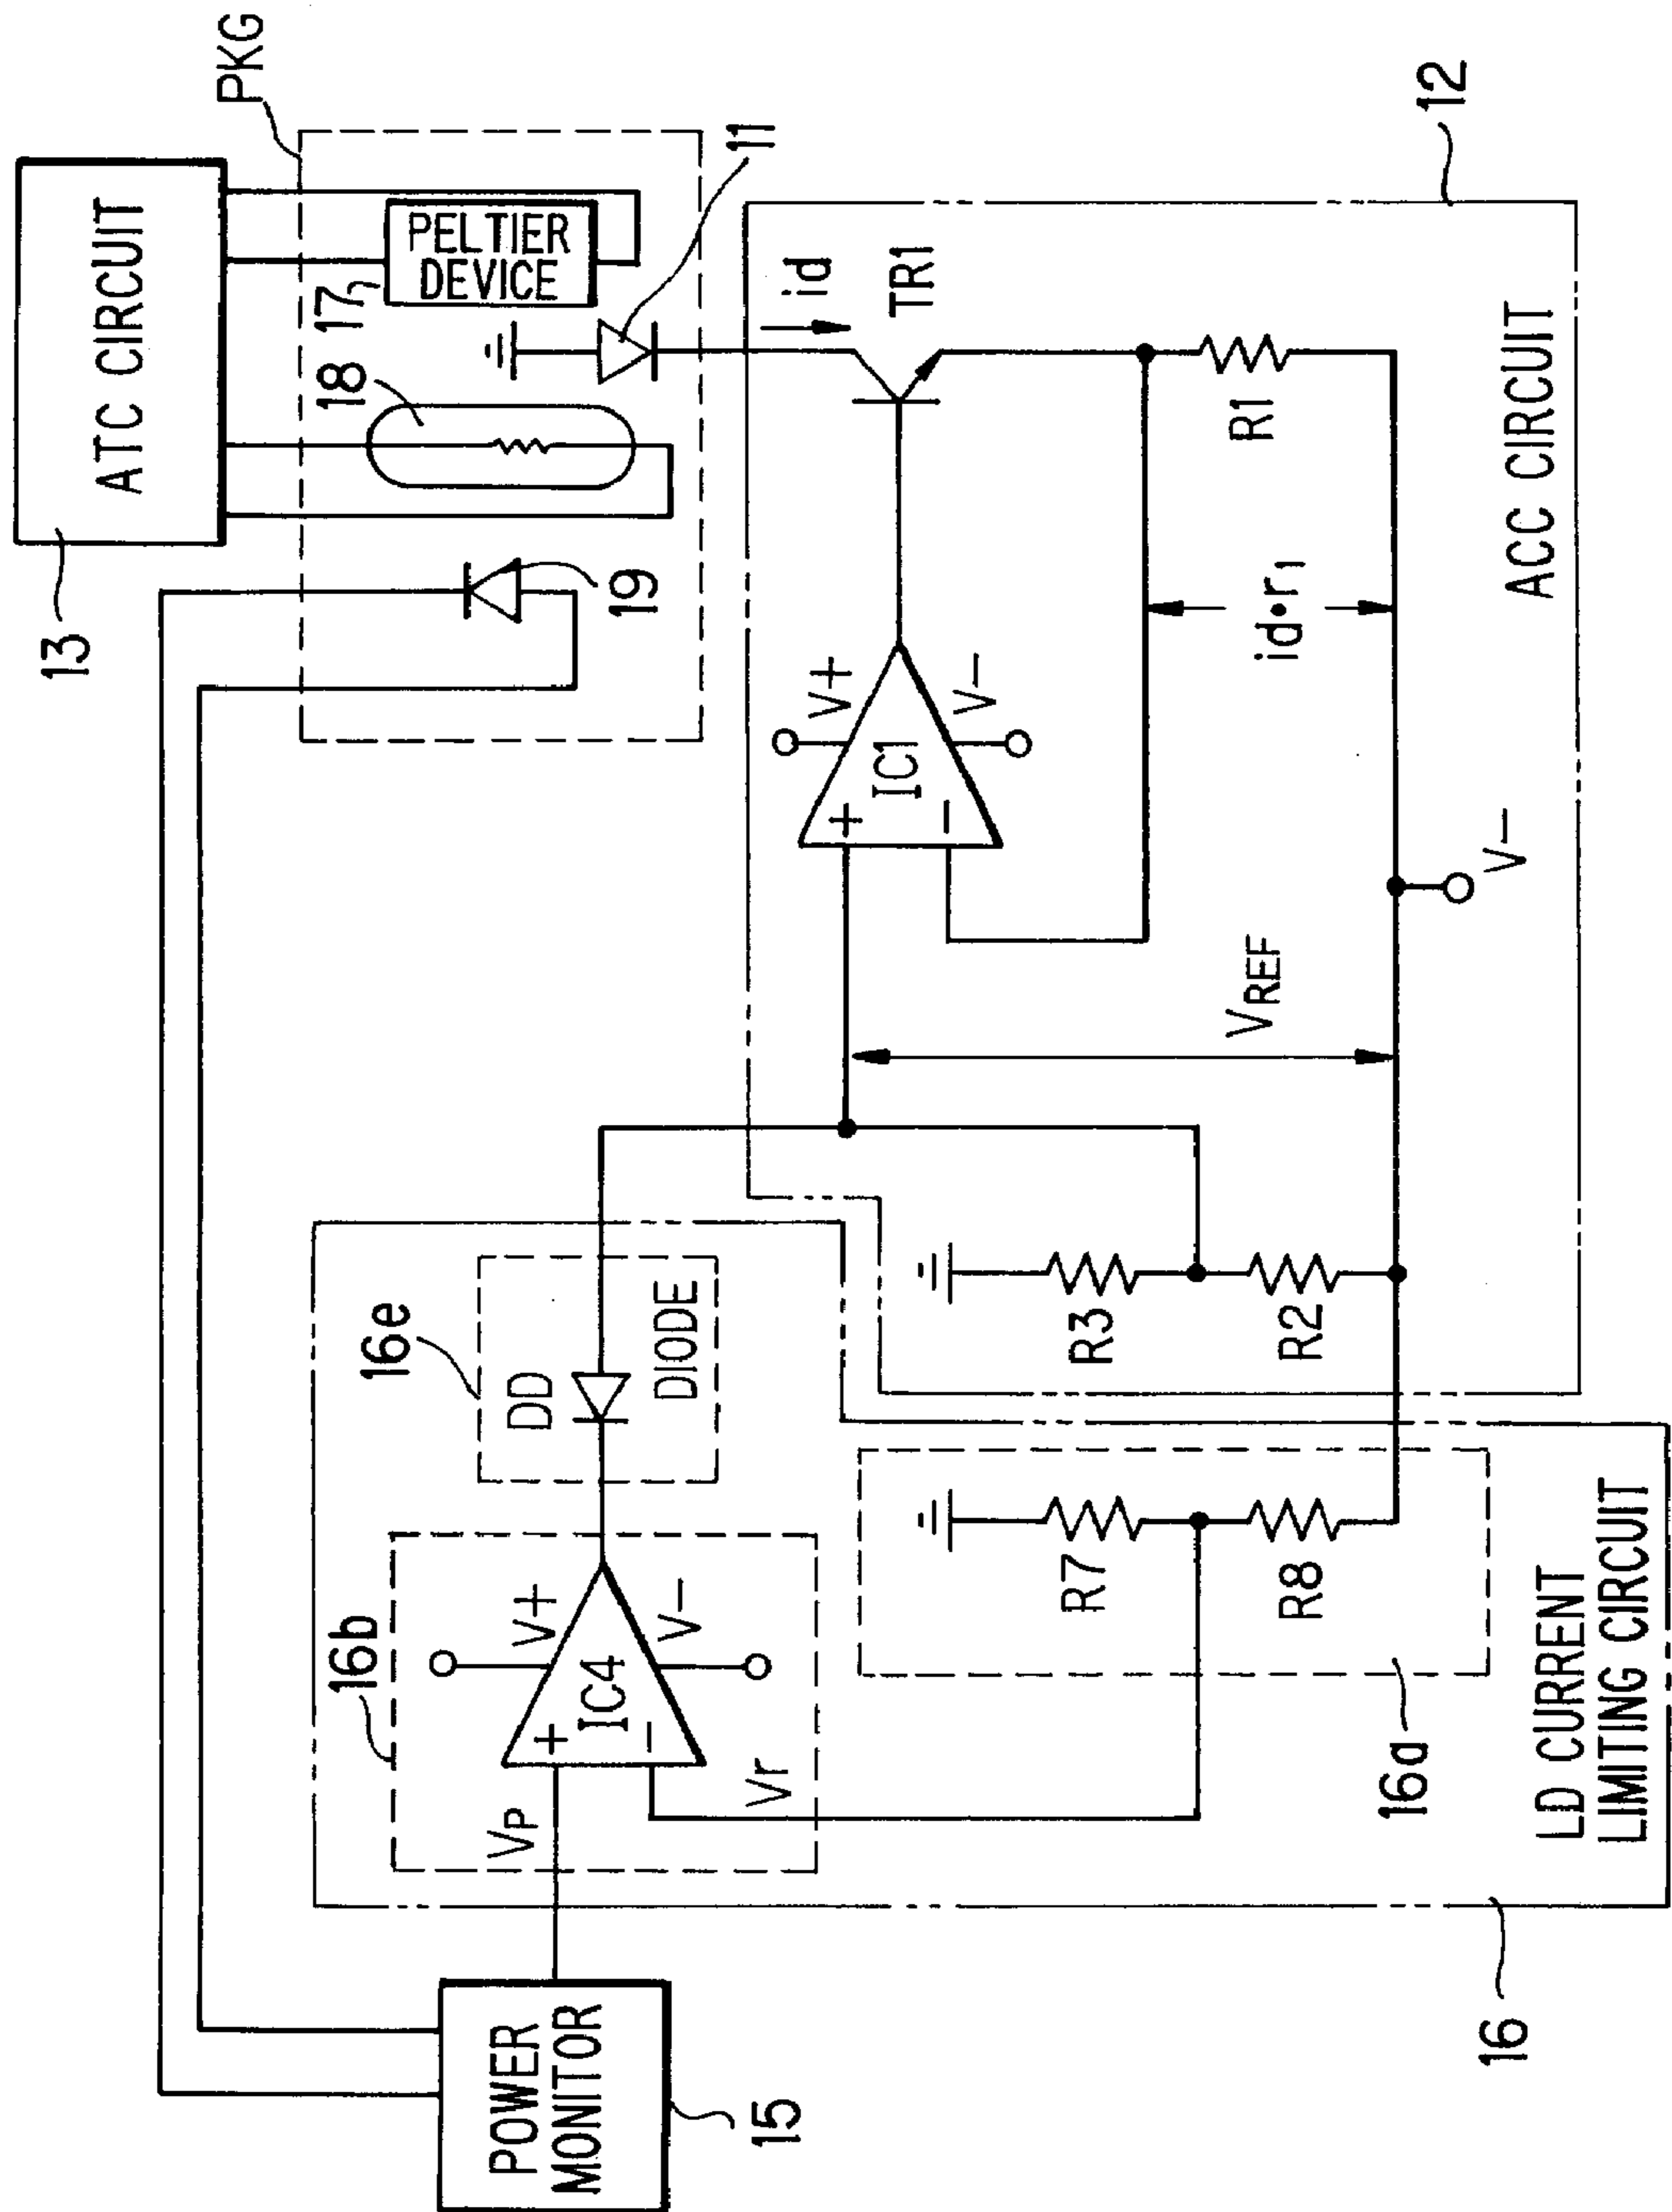 13
ATC CIRCUIT
PKG
17
PELTIER
DEVICE
18
19
11
16b
16e
DD
DIODE
V+
IC4
+
−
V−
VP
Vr
POWER
MONITOR
15
id
TR1
V+
IC1
+
−
V−
12
R3
R2
VREF
id•r1
R1
V−
ACC CIRCUIT
R7
R8
16a
16
LD CURRENT
LIMITING CIRCUIT